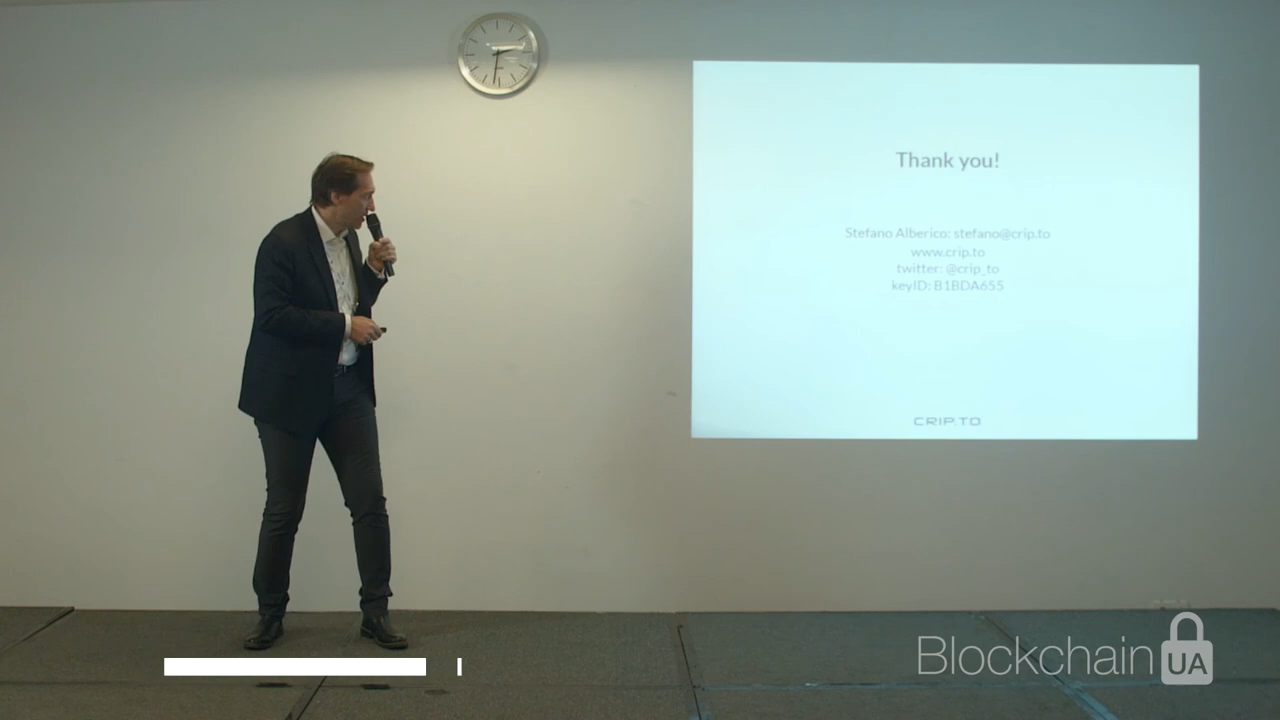 Thank you!
Stefano Alberico: stefano@crip.to
www.crip.to
twitter: @crip_to
keyID: B1BDA655
CRIP.TO
Blockchain UA